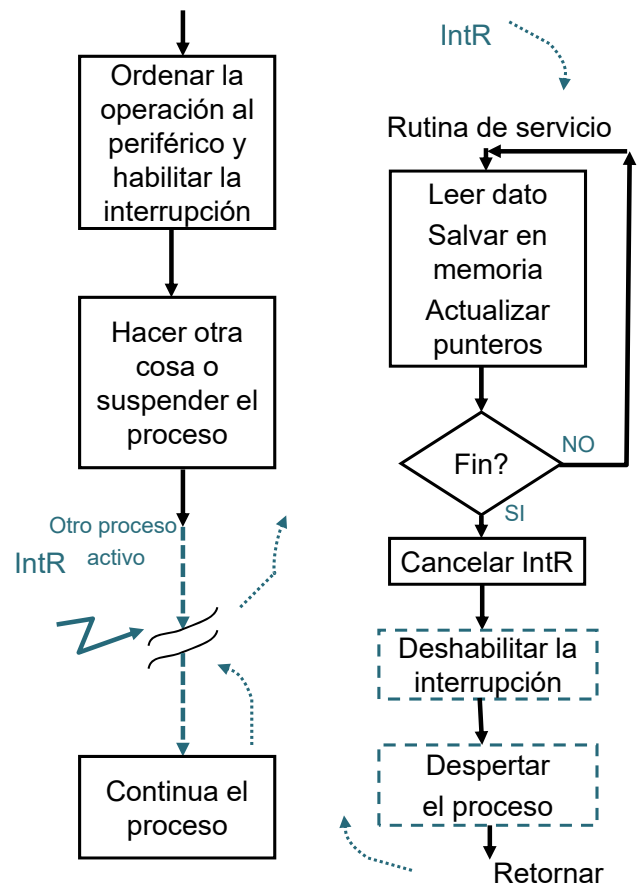 Ordenar la
operación al
periférico y
habilitar la
interrupción
Hacer otra
cosa o
suspender el
proceso
Otro proceso
activo
IntR
Continua el
proceso
IntR
Rutina de servicio
Leer dato
Salvar en
memoria
Actualizar
punteros
Fin?
NO
SI
Cancelar IntR
Deshabilitar la
interrupción
Despertar
el proceso
Retornar